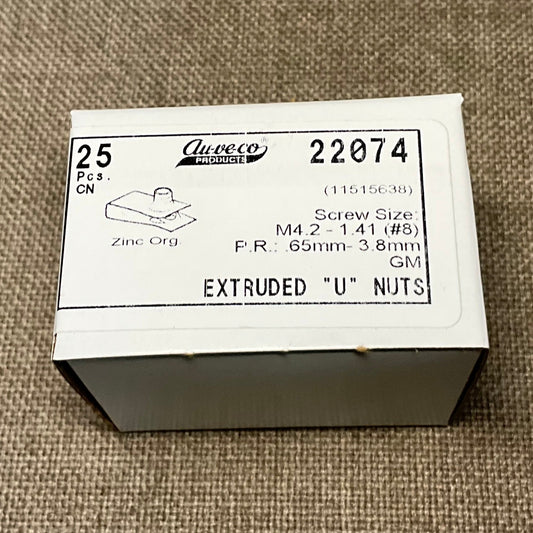 25
Pcs.
CN
au-ve-co®
PRODUCTS
22074
(11515638)
Zinc Org.
Screw Size:
M4.2 - 1.41 (#8)
P.R.: .65mm- 3.8mm
GM
EXTRUDED "U" NUTS